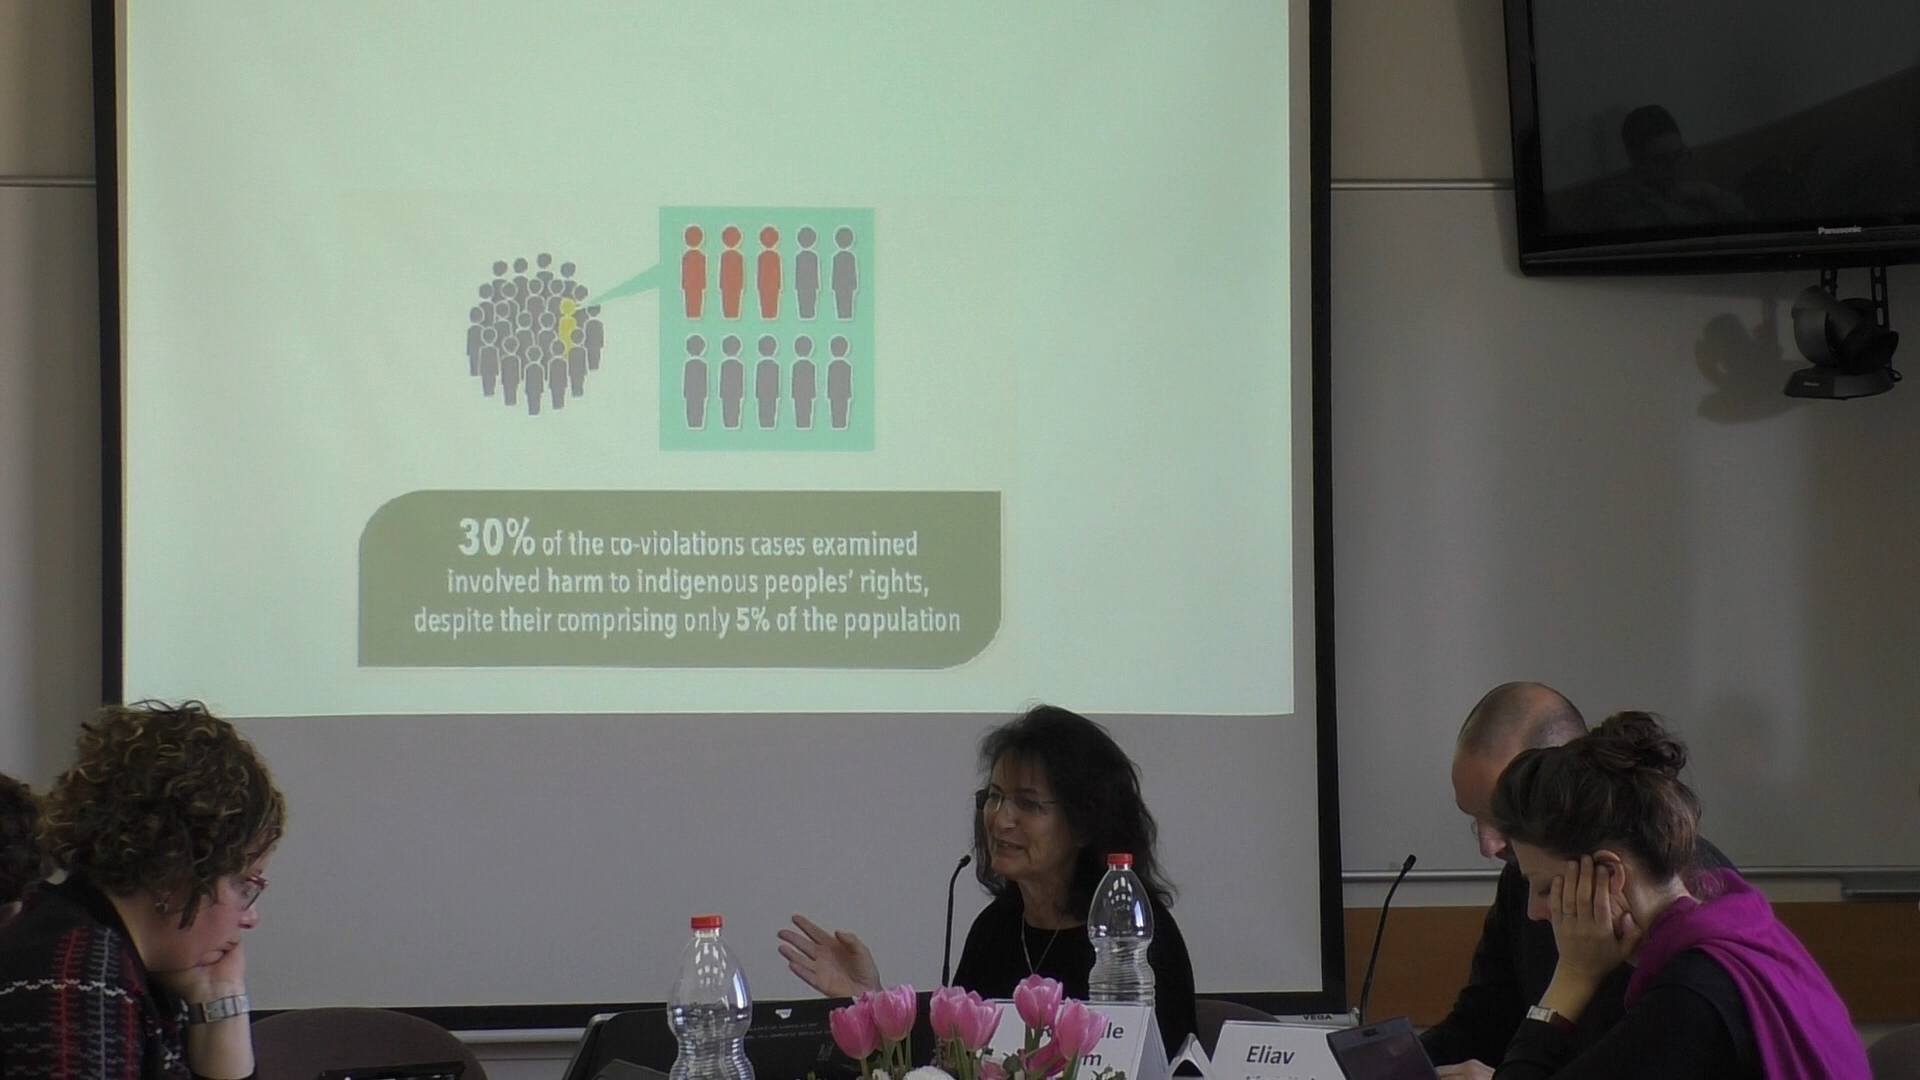 Panasonic
30% of the co-violations cases examined
involved harm to indigenous peoples' rights,
despite their comprising only 5% of the population
VEGA
Eliav